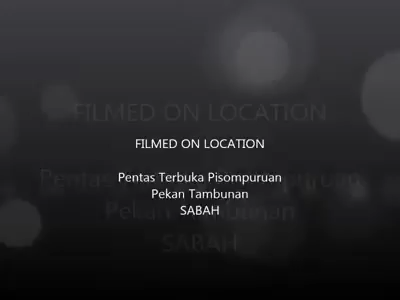 FILMED ON LOCATION
Pentas Terbuka Pisompuruan
Pekan Tambunan
SABAH